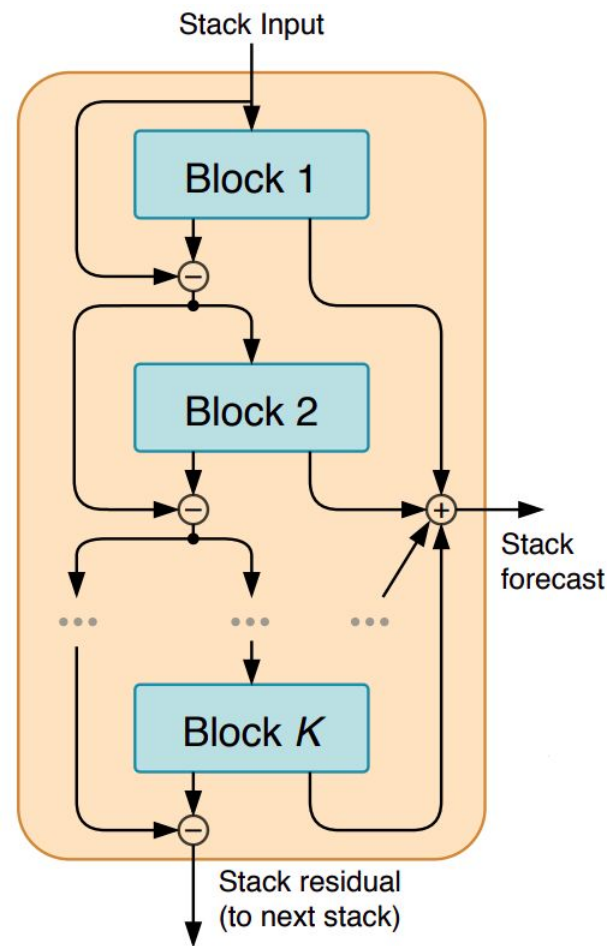 Stack Input
Block 1
−
Block 2
−
+
Stack
forecast
...
...
...
Block K
−
Stack residual
(to next stack)